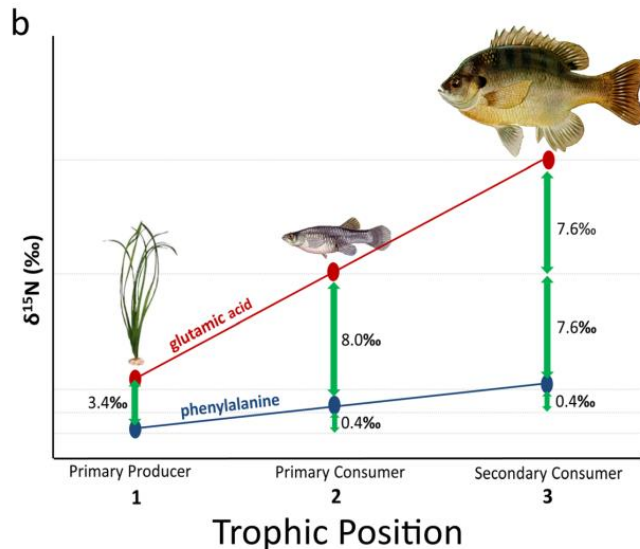 b
δ¹⁵N (‰)
glutamic acid
phenylalanine
3.4‰
8.0‰
0.4‰
7.6‰
7.6‰
0.4‰
Primary Producer
1
Primary Consumer
2
Secondary Consumer
3
Trophic Position